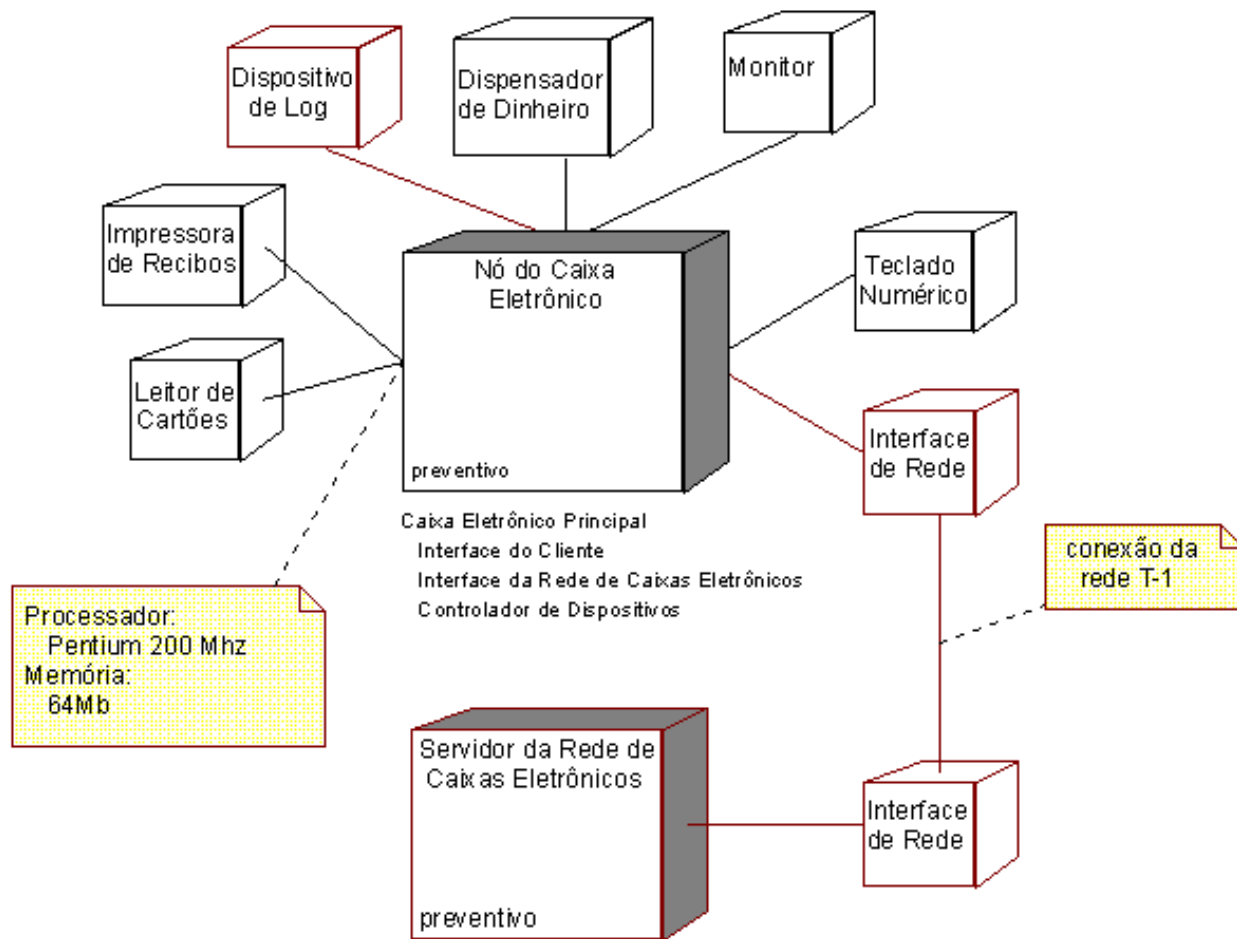 Dispositivo
de Log
Dispensador
de Dinheiro
Monitor
Impressora
de Recibos
Nó do Caixa
Eletrônico
Teclado
Numérico
Leitor de
Cartões
Interface
de Rede
preventivo
Caixa Eletrônico Principal
Interface do Cliente
Interface da Rede de Caixas Eletrônicos
Controlador de Dispositivos
conexão da
rede T-1
Processador:
Pentium 200 Mhz
Memória:
64Mb
Servidor da Rede de
Caixas Eletrônicos
preventivo
Interface
de Rede